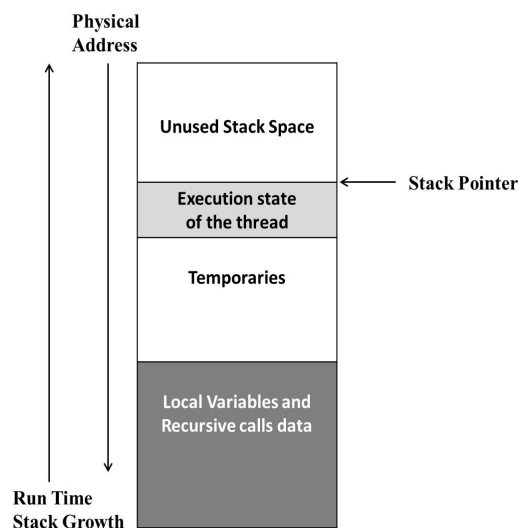 Physical
Address
Unused Stack Space
Stack Pointer
Execution state
of the thread
Temporaries
Local Variables and
Recursive calls data
Run Time
Stack Growth